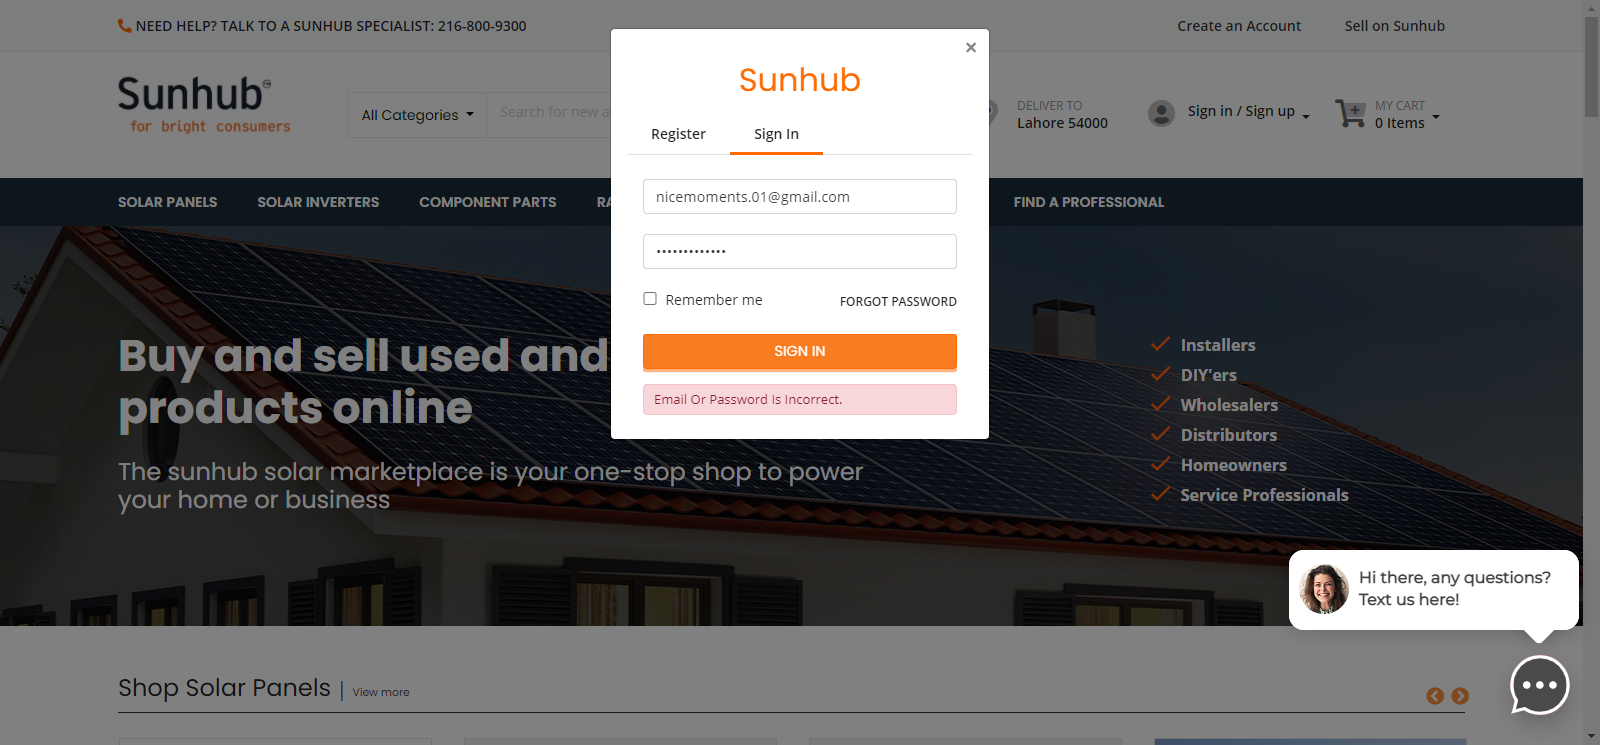 NEED HELP? TALK TO A SUNHUB SPECIALIST: 216-800-9300
Create an Account
Sell on Sunhub
Sunhub
for bright consumers
All Categories
Search for new a
DELIVER TO
Lahore 54000
Sign in / Sign up
MY CART
0 Items
SOLAR PANELS
SOLAR INVERTERS
COMPONENT PARTS
RA
FIND A PROFESSIONAL
×
Sunhub
Register
Sign In
nicemoments.01@gmail.com
•••••••••••••
Remember me
FORGOT PASSWORD
SIGN IN
Email Or Password Is Incorrect.
Buy and sell used and
products online
The sunhub solar marketplace is your one-stop shop to power
your home or business
Installers
DIY'ers
Wholesalers
Distributors
Homeowners
Service Professionals
Hi there, any questions?
Text us here!
Shop Solar Panels | View more